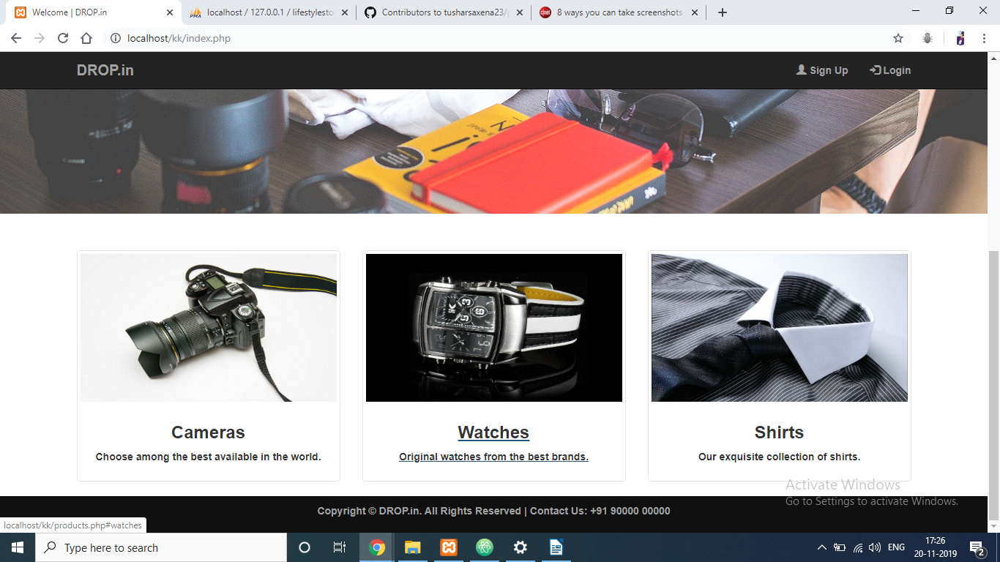 Welcome | DROP.in
localhost / 127.0.0.1 / lifestylesto
Contributors to tusharsaxena23/
8 ways you can take screenshots
localhost/kk/index.php
DROP.in
Sign Up
Login
Cameras
Choose among the best available in the world.
Watches
Original watches from the best brands.
Shirts
Our exquisite collection of shirts.
Activate Windows
Go to Settings to activate Windows.
Copyright © DROP.in. All Rights Reserved | Contact Us: +91 90000 00000
localhost/kk/products.php#watches
Type here to search
ENG
17:26
20-11-2019
2